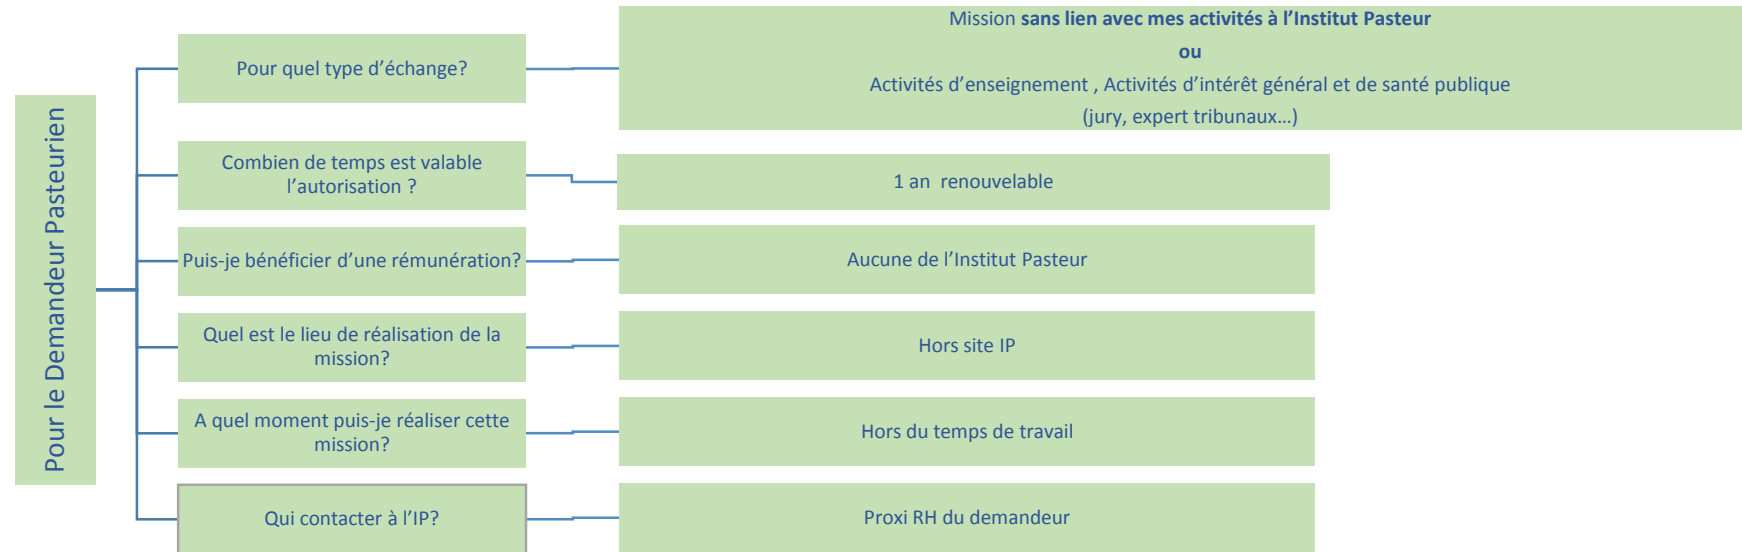 Pour le Demandeur Pasteurien
Pour quel type d’échange?
Mission sans lien avec mes activités à l’Institut Pasteur
ou
Activités d’enseignement , Activités d’intérêt général et de santé publique
(jury, expert tribunaux…)
Combien de temps est valable
l’autorisation ?
1 an  renouvelable
Puis-je bénéficier d’une rémunération?
Aucune de l’Institut Pasteur
Quel est le lieu de réalisation de la
mission?
Hors site IP
A quel moment puis-je réaliser cette
mission?
Hors du temps de travail
Qui contacter à l’IP?
Proxi RH du demandeur